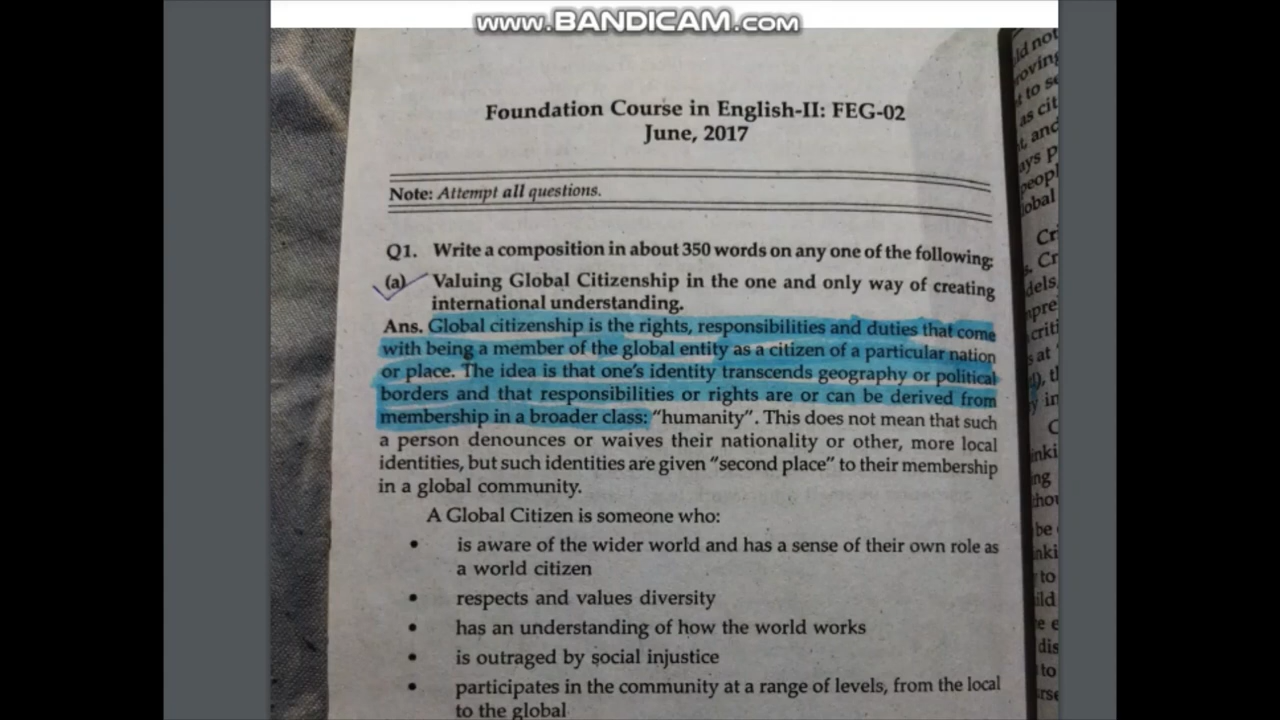 www.BANDICAM.com
Foundation Course in English-II: FEG-02
June, 2017
Note: Attempt all questions.
Q1. Write a composition in about 350 words on any one of the following:
(a) Valuing Global Citizenship in the one and only way of creating
international understanding.
Ans. Global citizenship is the rights, responsibilities and duties that come
with being a member of the global entity as a citizen of a particular nation
or place. The idea is that one's identity transcends geography or political
borders and that responsibilities or rights are or can be derived from
membership in a broader class: "humanity". This does not mean that such
a person denounces or waives their nationality or other, more local
identities, but such identities are given "second place" to their membership
in a global community.
A Global Citizen is someone who:
• is aware of the wider world and has a sense of their own role as
a world citizen
• respects and values diversity
• has an understanding of how the world works
• is outraged by social injustice
• participates in the community at a range of levels, from the local
to the global